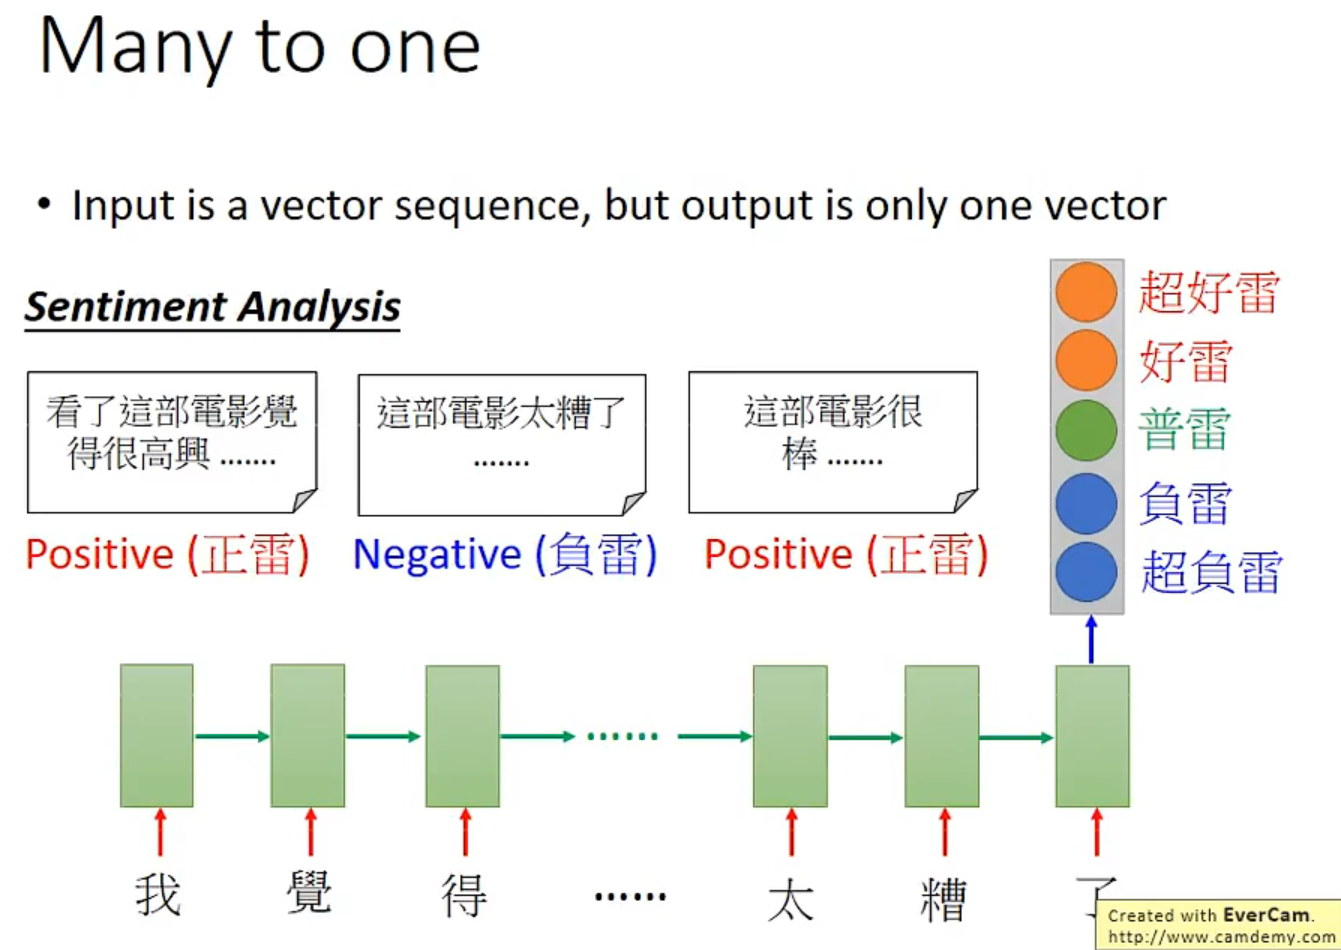 Many to one
• Input is a vector sequence, but output is only one vector
Sentiment Analysis
看了這部電影覺
得很高興 .......
Positive (正雷)
這部電影太糟了
.......
Negative (負雷)
這部電影很
棒 .......
Positive (正雷)
超好雷
好雷
普雷
負雷
超負雷
......
我 覺 得 ...... 太 糟 了
Created with EverCam.
http://www.camdemy.com